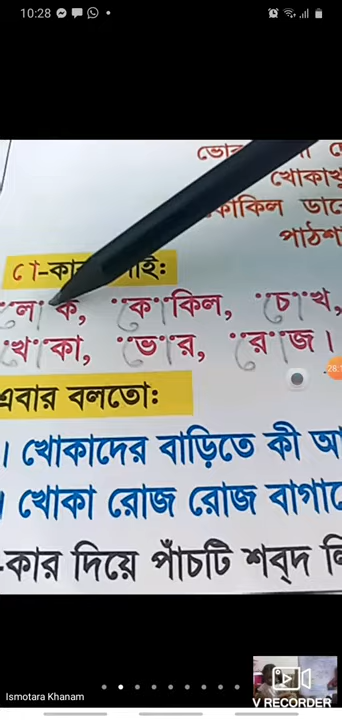 10:28
ভোর
খোকাখু
কোকিল ডাবে
পাঠশা
ো-কার
লোক, কোকিল, চোখ,
খোকা, ভোর, রোজ।
এবার বলতো:
। খোকাদের বাড়িতে কী
। খোকা রোজ রোজ
-কার দিয়ে পাঁচটি শব্দ
Ismotara Khanam
V RECORDER